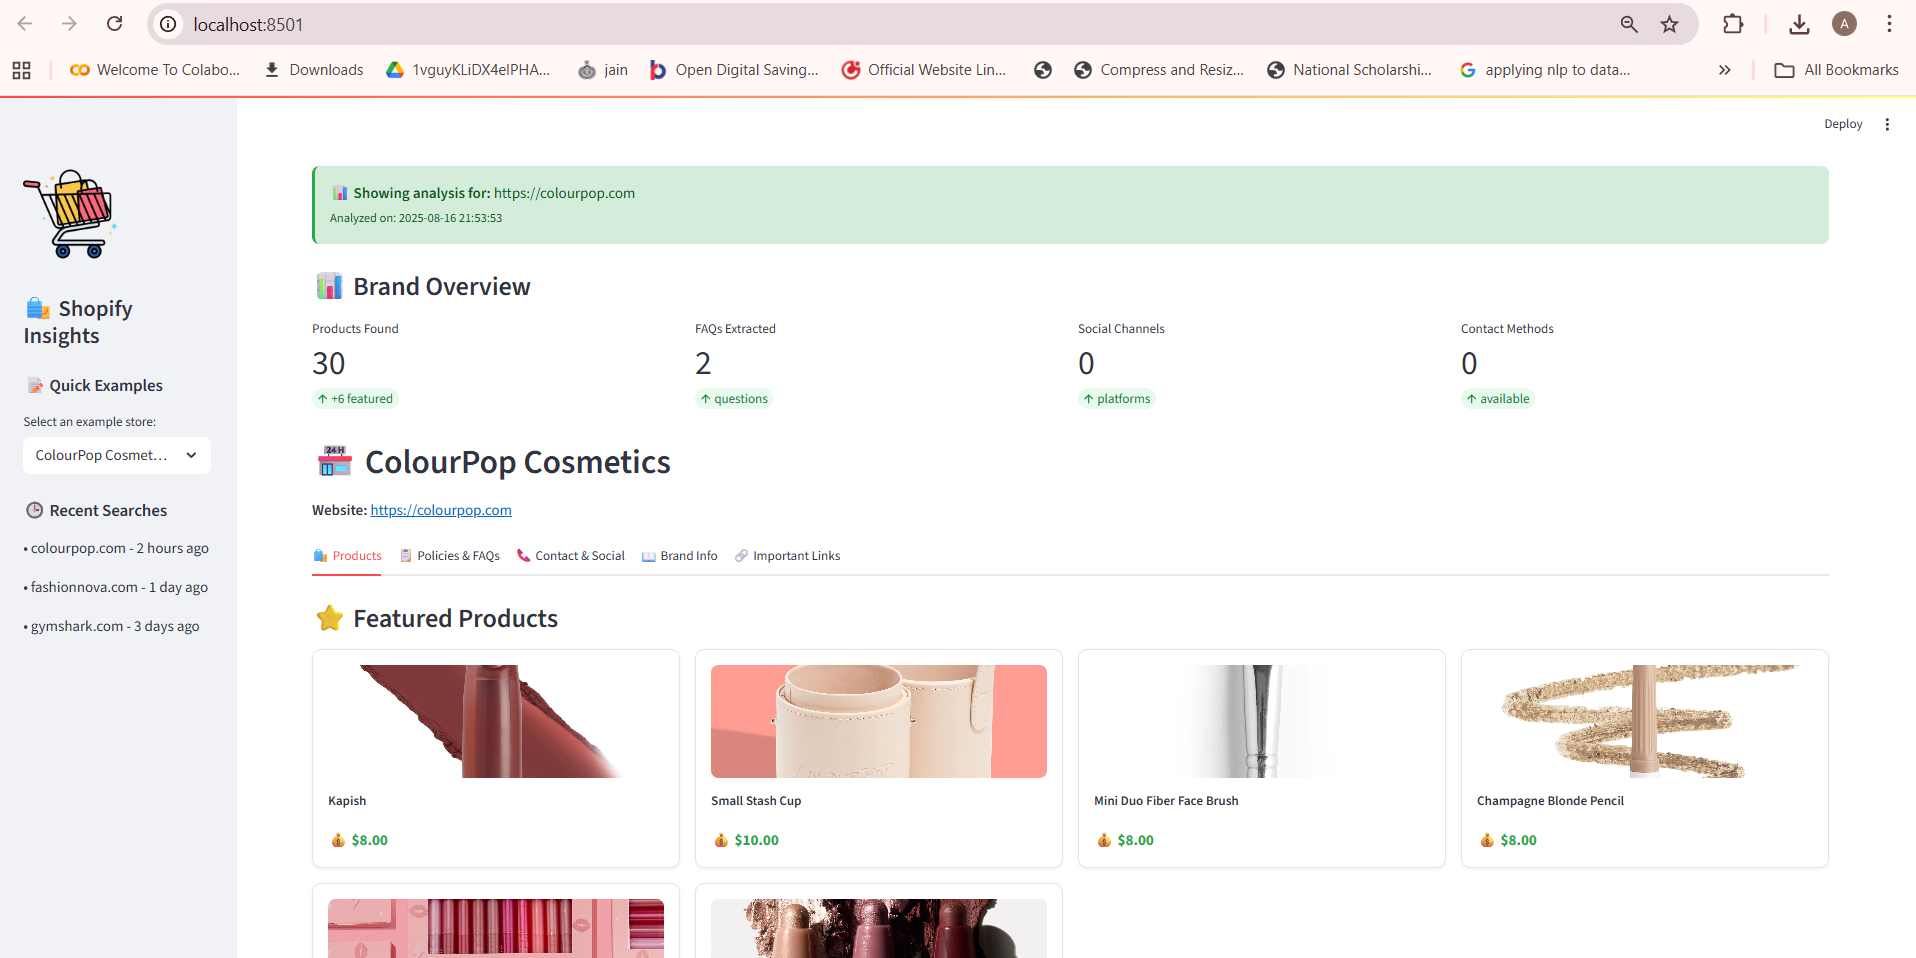 localhost:8501
A
Welcome To Colabo...
Downloads
1vguyKLiDX4elPHA...
jain
Open Digital Saving...
Official Website Lin...
Compress and Resiz...
National Scholarshi...
applying nlp to data...
All Bookmarks
Deploy
Shopify
Insights
Quick Examples
Select an example store:
ColourPop Cosmet...
Recent Searches
• colourpop.com - 2 hours ago
• fashionnova.com - 1 day ago
• gymshark.com - 3 days ago
Showing analysis for: https://colourpop.com
Analyzed on: 2025-08-16 21:53:53
Brand Overview
Products Found
30
↑ +6 featured
FAQs Extracted
2
↑ questions
Social Channels
0
↑ platforms
Contact Methods
0
↑ available
24 H
ColourPop Cosmetics
Website: https://colourpop.com
Products
Policies & FAQs
Contact & Social
Brand Info
Important Links
Featured Products
Kapish
$8.00
Small Stash Cup
$10.00
Mini Duo Fiber Face Brush
$8.00
Champagne Blonde Pencil
$8.00